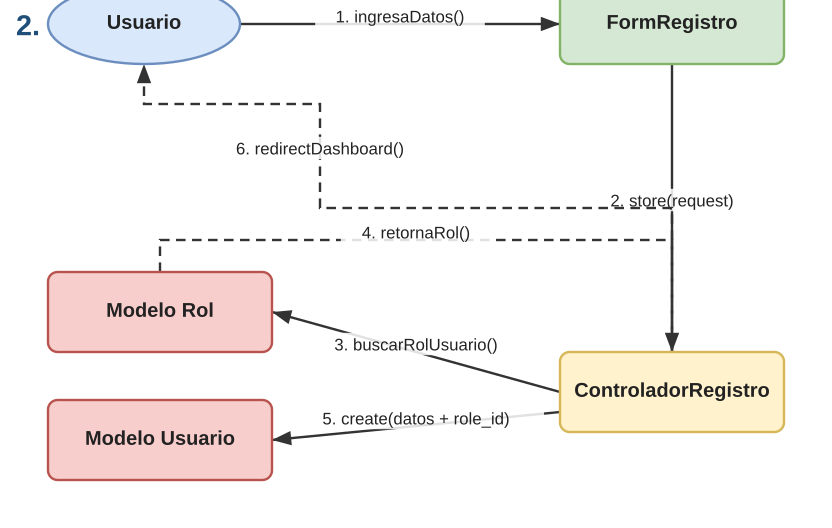 2.
Usuario
1. ingresaDatos()
FormRegistro
6. redirectDashboard()
2. store(request)
4. retornaRol()
Modelo Rol
3. buscarRolUsuario()
ControladorRegistro
5. create(datos + role_id)
Modelo Usuario